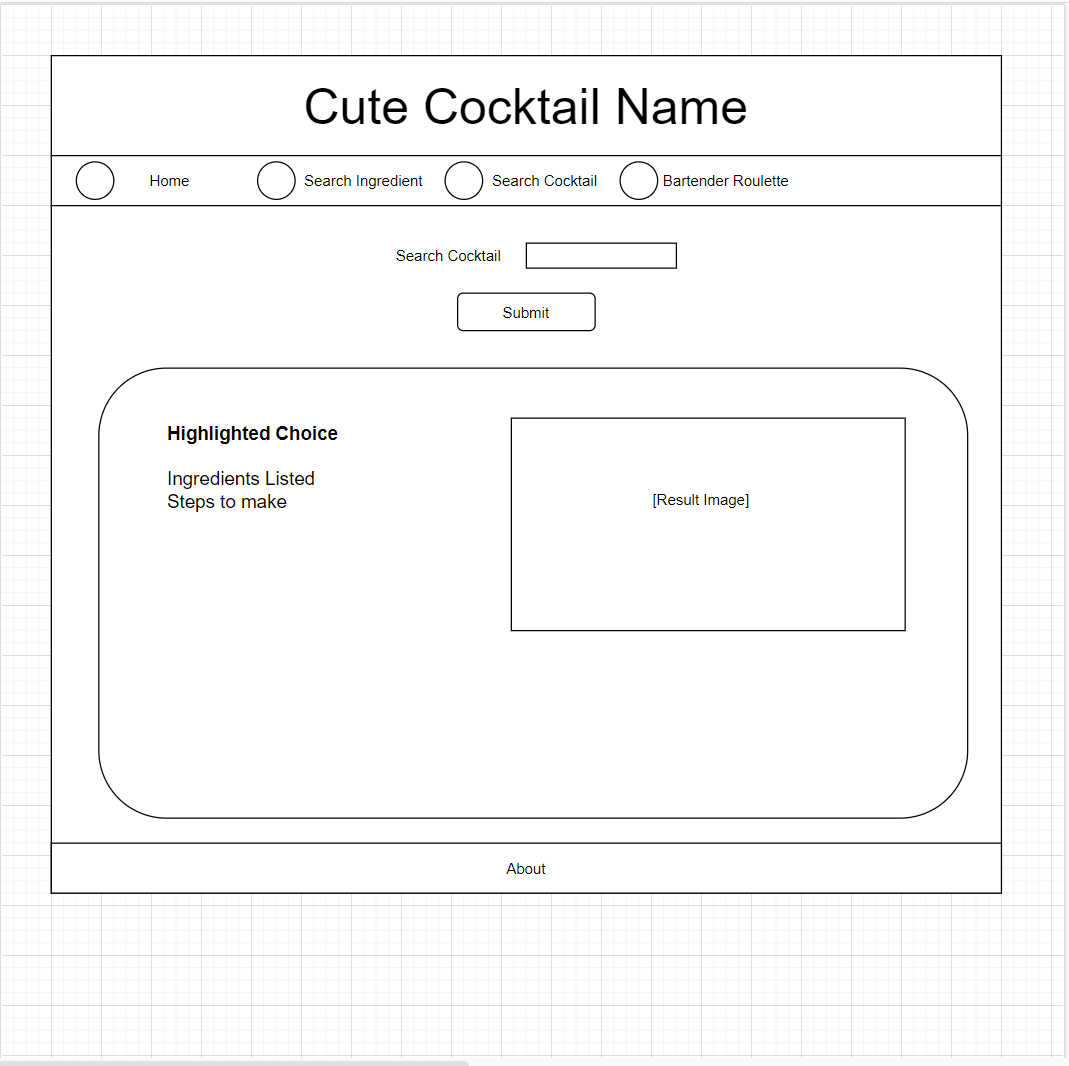 Cute Cocktail Name
Home Search Ingredient Search Cocktail Bartender Roulette
Search Cocktail
Submit
Highlighted Choice
Ingredients Listed
Steps to make
[Result Image]
About